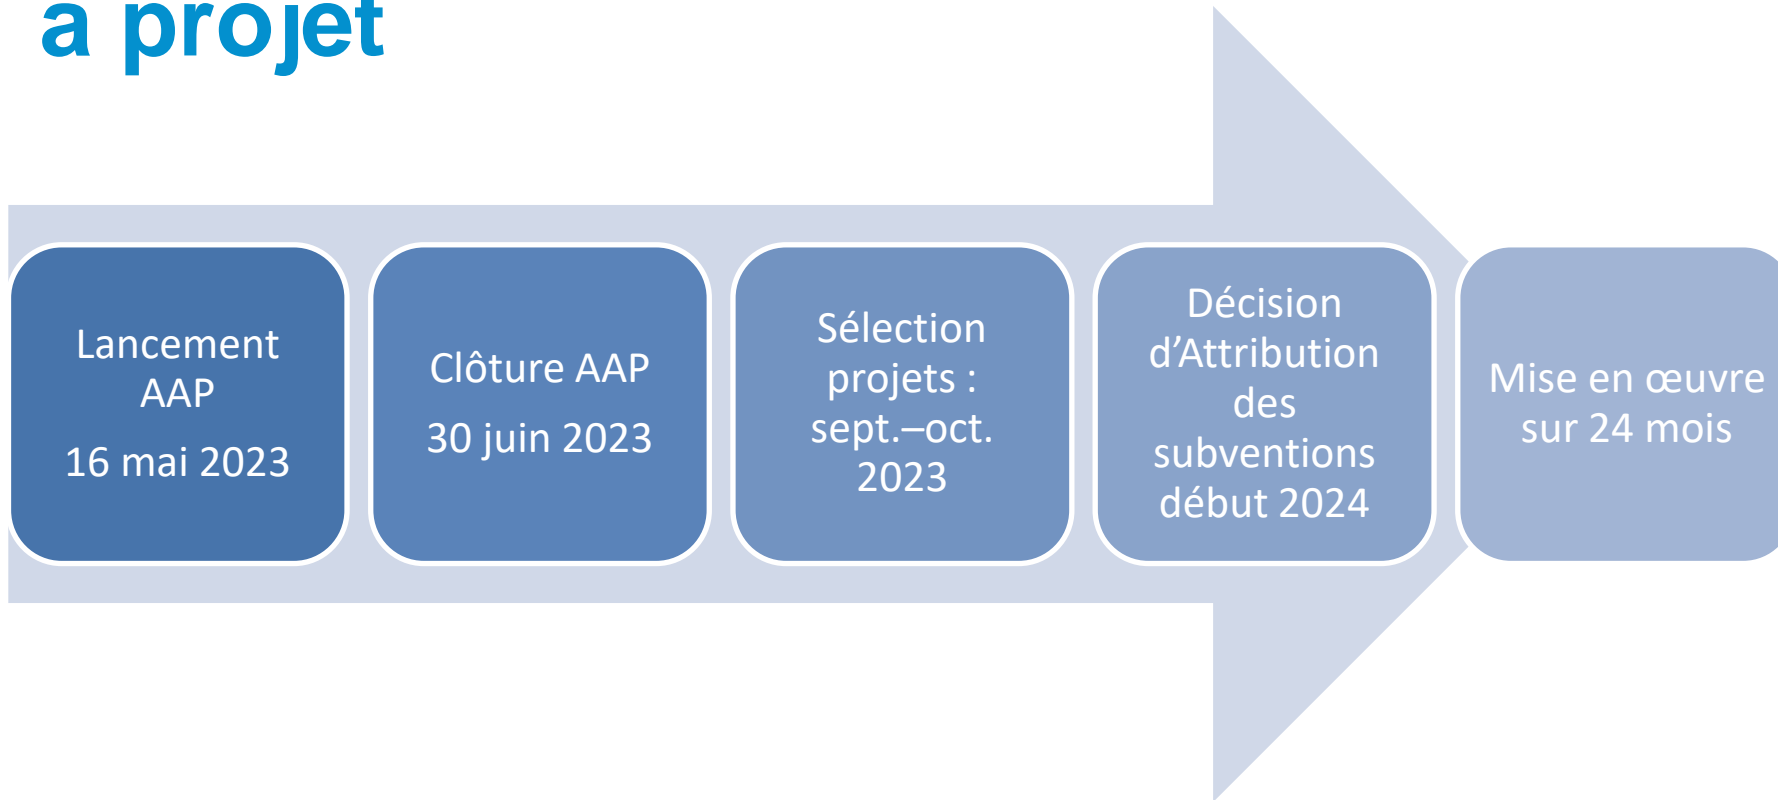 à projet
Lancement
AAP
16 mai 2023
Clôture AAP
30 juin 2023
Sélection
projets :
sept.–oct.
2023
Décision
d’Attribution
des
subventions
début 2024
Mise en œuvre
sur 24 mois